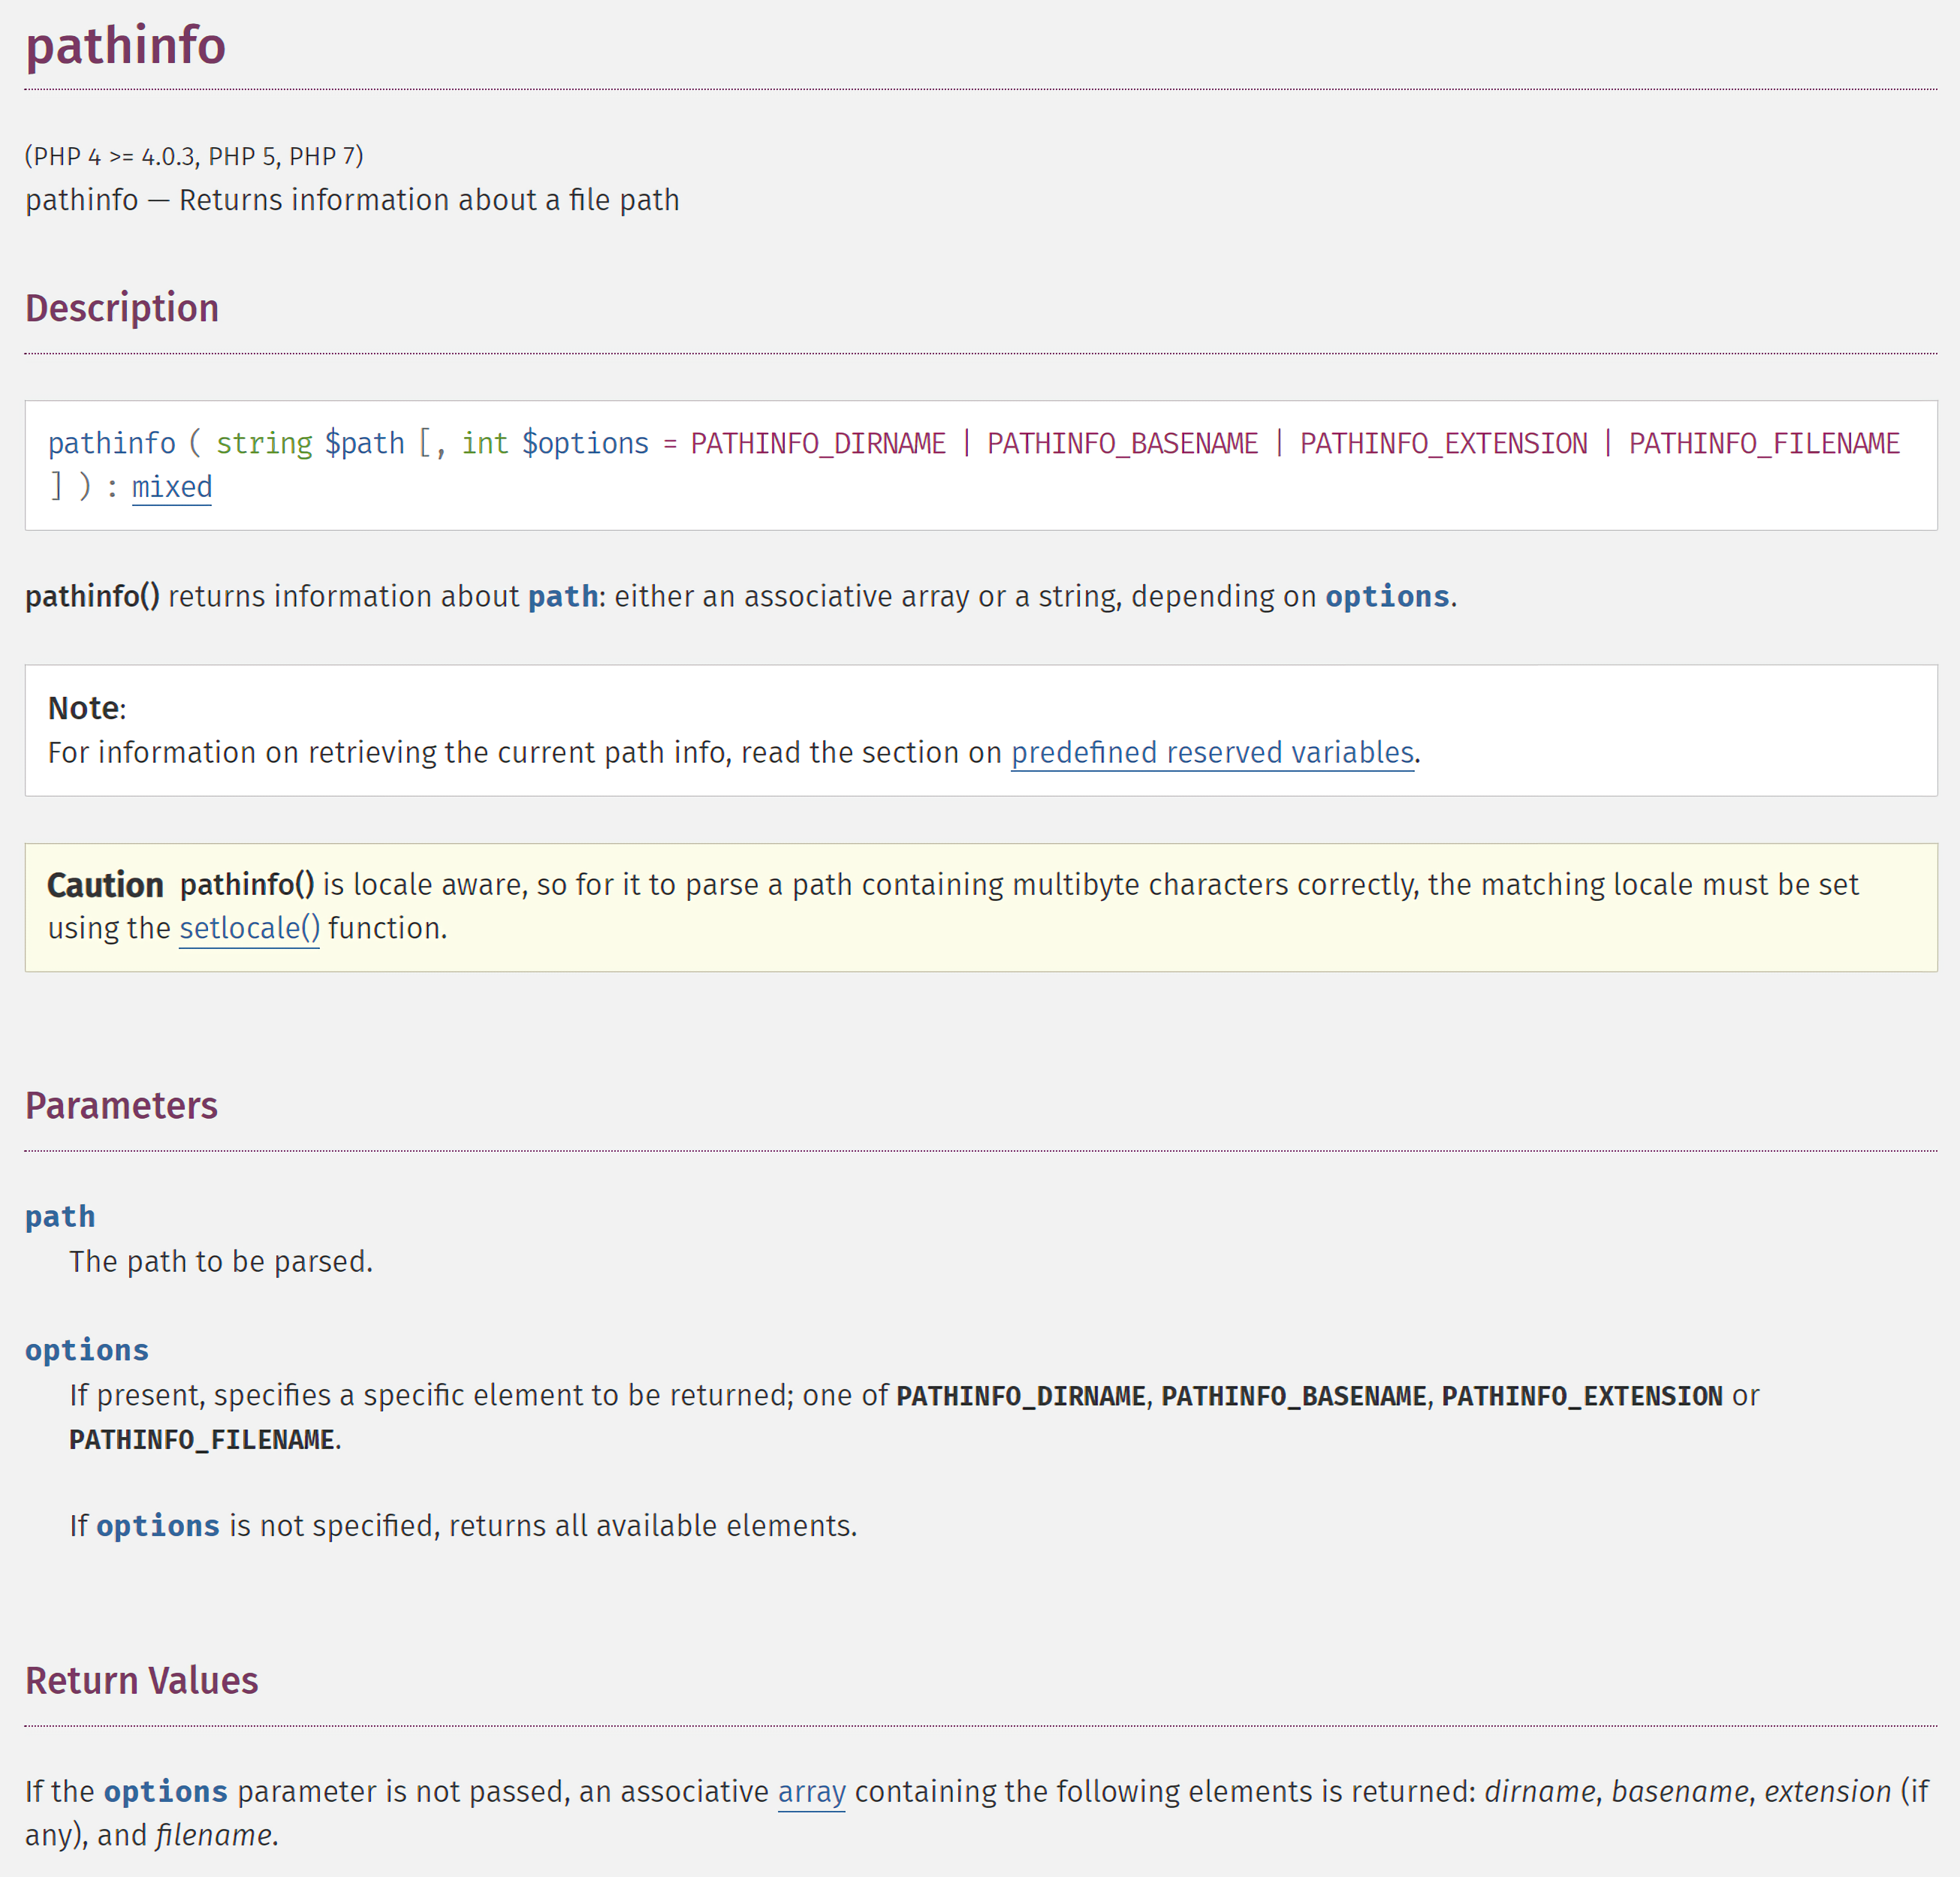 pathinfo
(PHP 4 >= 4.0.3, PHP 5, PHP 7)
pathinfo — Returns information about a file path
Description
pathinfo ( string $path [, int $options = PATHINFO_DIRNAME | PATHINFO_BASENAME | PATHINFO_EXTENSION | PATHINFO_FILENAME
] ) : mixed
pathinfo() returns information about path: either an associative array or a string, depending on options.
Note:
For information on retrieving the current path info, read the section on predefined reserved variables.
Caution pathinfo() is locale aware, so for it to parse a path containing multibyte characters correctly, the matching locale must be set
using the setlocale() function.
Parameters
path
The path to be parsed.
options
If present, specifies a specific element to be returned; one of PATHINFO_DIRNAME, PATHINFO_BASENAME, PATHINFO_EXTENSION or
PATHINFO_FILENAME.
If options is not specified, returns all available elements.
Return Values
If the options parameter is not passed, an associative array containing the following elements is returned: dirname, basename, extension (if
any), and filename.